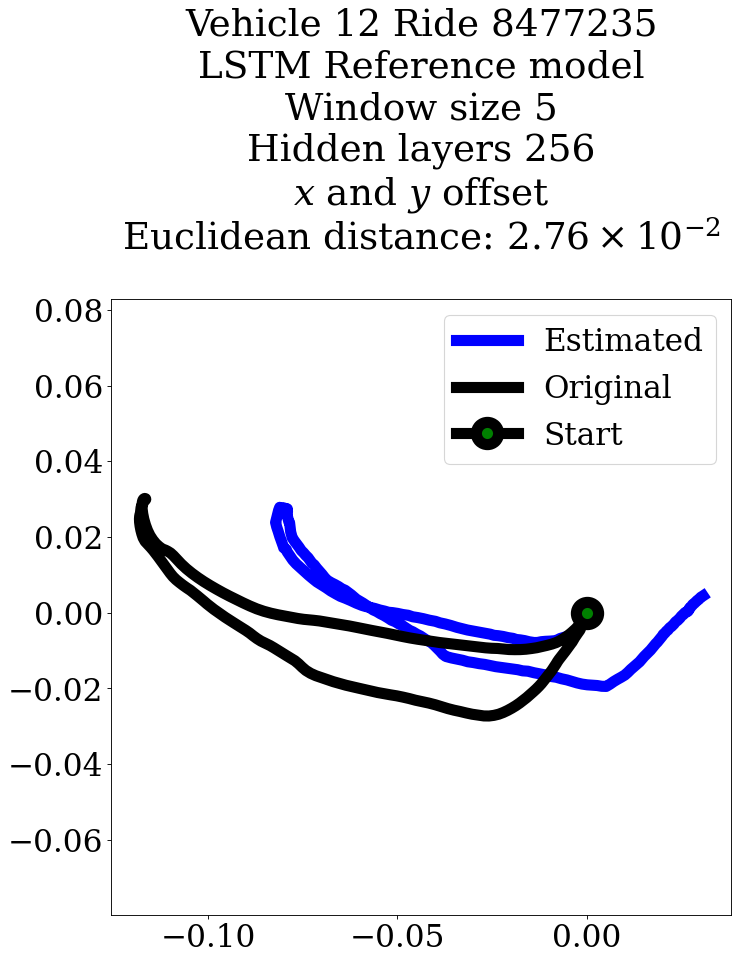 Vehicle 12 Ride 8477235
LSTM Reference model
Window size 5
Hidden layers 256
x and y offset
Euclidean distance: 2.76 × 10⁻²
Estimated
Original
Start
0.08
0.06
0.04
0.02
0.00
−0.02
−0.04
−0.06
−0.10
−0.05
0.00